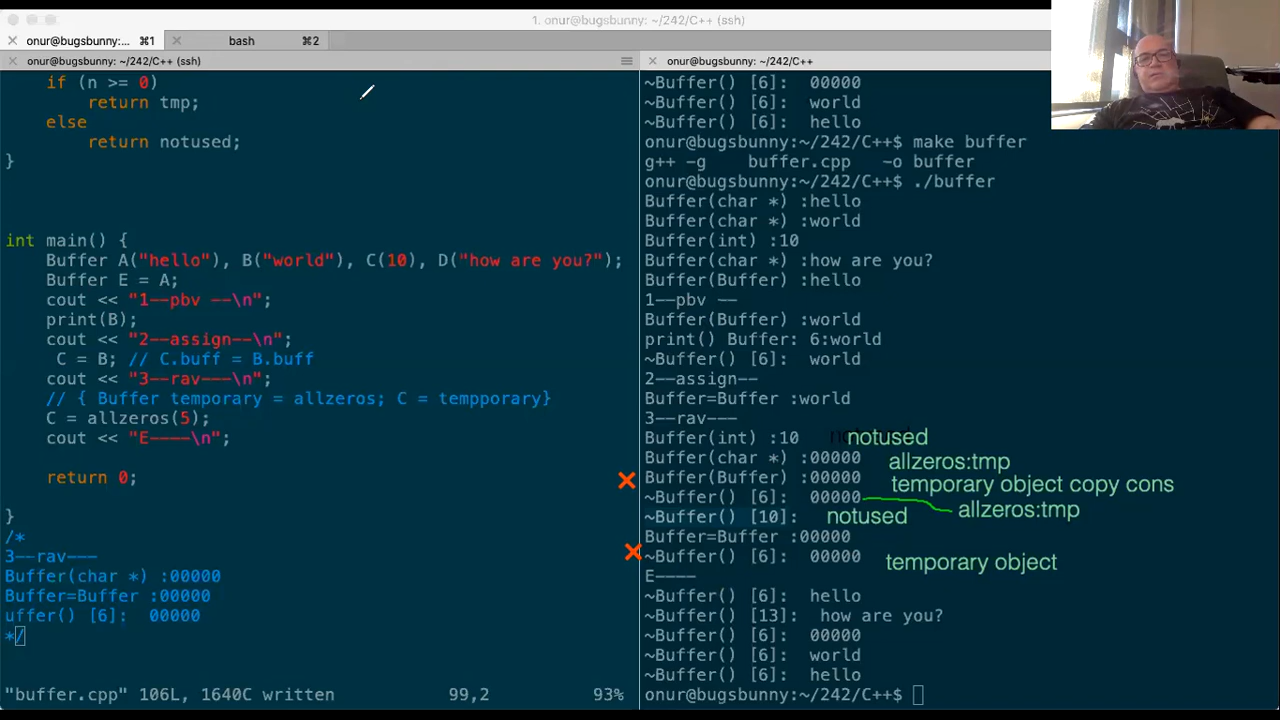 1. onur@bugsbunny: ~/242/C++ (ssh)
onur@bugsbunny:... ⌘1 bash ⌘2
onur@bugsbunny: ~/242/C++ (ssh)
if (n >= 0)
return tmp;
else
return notused;
}
int main() {
Buffer A("hello"), B("world"), C(10), D("how are you?");
Buffer E = A;
cout << "1--pbv --\n";
print(B);
cout << "2--assign--\n";
C = B; // C.buff = B.buff
cout << "3--rav---\n";
// { Buffer temporary = allzeros; C = tempporary}
C = allzeros(5);
cout << "E----\n";
return 0;
}
/*
3--rav---
Buffer(char *) :00000
Buffer=Buffer :00000
uffer() [6]: 00000
*/
"buffer.cpp" 106L, 1640C written 99,2 93%
onur@bugsbunny: ~/242/C++
~Buffer() [6]: 00000
~Buffer() [6]: world
~Buffer() [6]: hello
onur@bugsbunny:~/242/C++$ make buffer
g++ -g buffer.cpp -o buffer
onur@bugsbunny:~/242/C++$ ./buffer
Buffer(char *) :hello
Buffer(char *) :world
Buffer(int) :10
Buffer(char *) :how are you?
Buffer(Buffer) :hello
1--pbv --
Buffer(Buffer) :world
print() Buffer: 6:world
~Buffer() [6]: world
2--assign--
Buffer=Buffer :world
3--rav---
Buffer(int) :10 notused
Buffer(char *) :00000 allzeros:tmp
Buffer(Buffer) :00000 temporary object copy cons
~Buffer() [6]: 00000 allzeros:tmp
~Buffer() [10]: notused
Buffer=Buffer :00000
~Buffer() [6]: 00000 temporary object
E----
~Buffer() [6]: hello
~Buffer() [13]: how are you?
~Buffer() [6]: 00000
~Buffer() [6]: world
~Buffer() [6]: hello
onur@bugsbunny:~/242/C++$